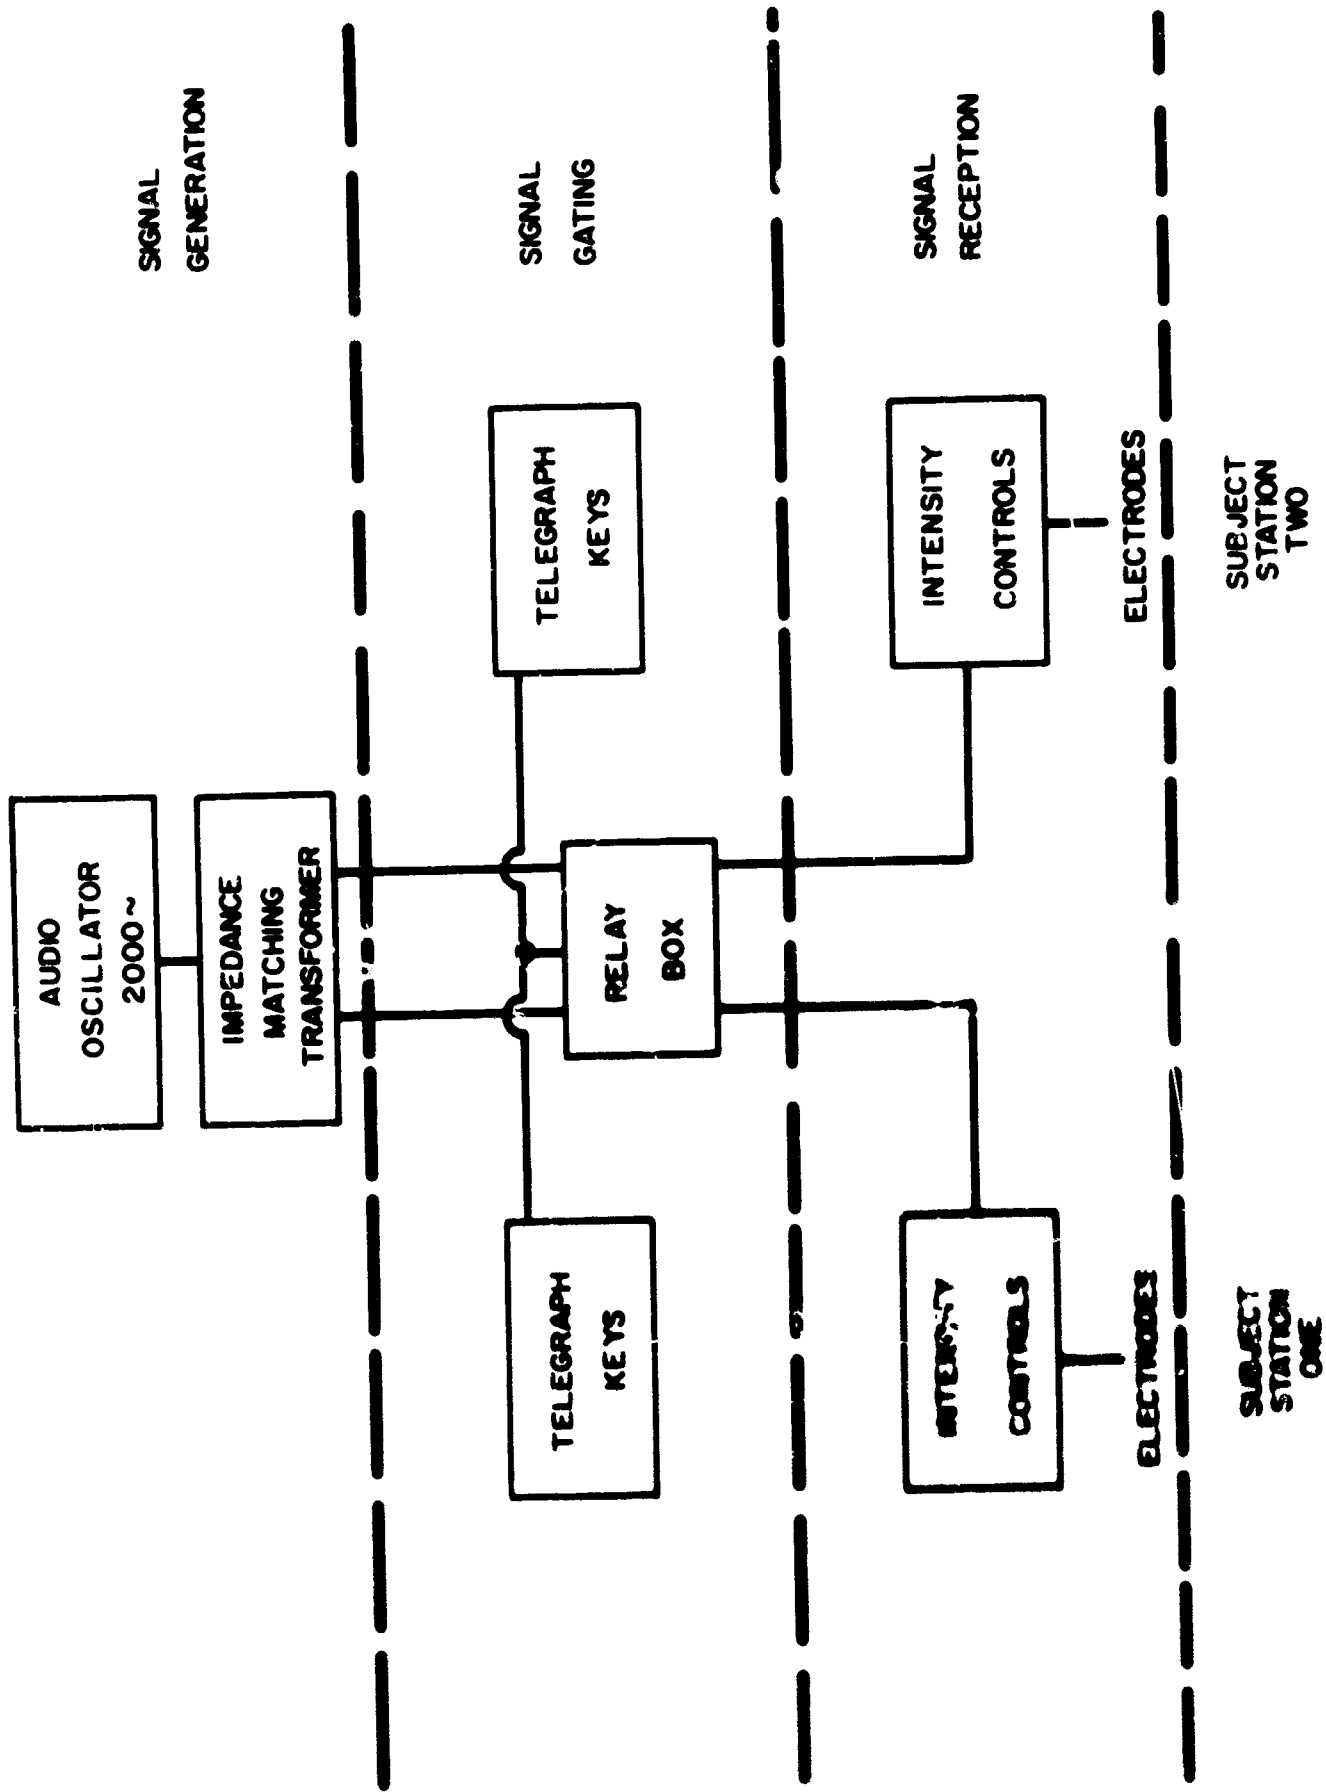 AUDIO
OSCILLATOR
2000~
IMPEDANCE
MATCHING
TRANSFORMER
SIGNAL
GENERATION
TELEGRAPH
KEYS
RELAY
BOX
TELEGRAPH
KEYS
SIGNAL
GATING
INTENSITY
CONTROLS
ELECTRODES
INTENSITY
CONTROLS
ELECTRODES
SIGNAL
RECEPTION
SUBJECT
STATION
ONE
SUBJECT
STATION
TWO